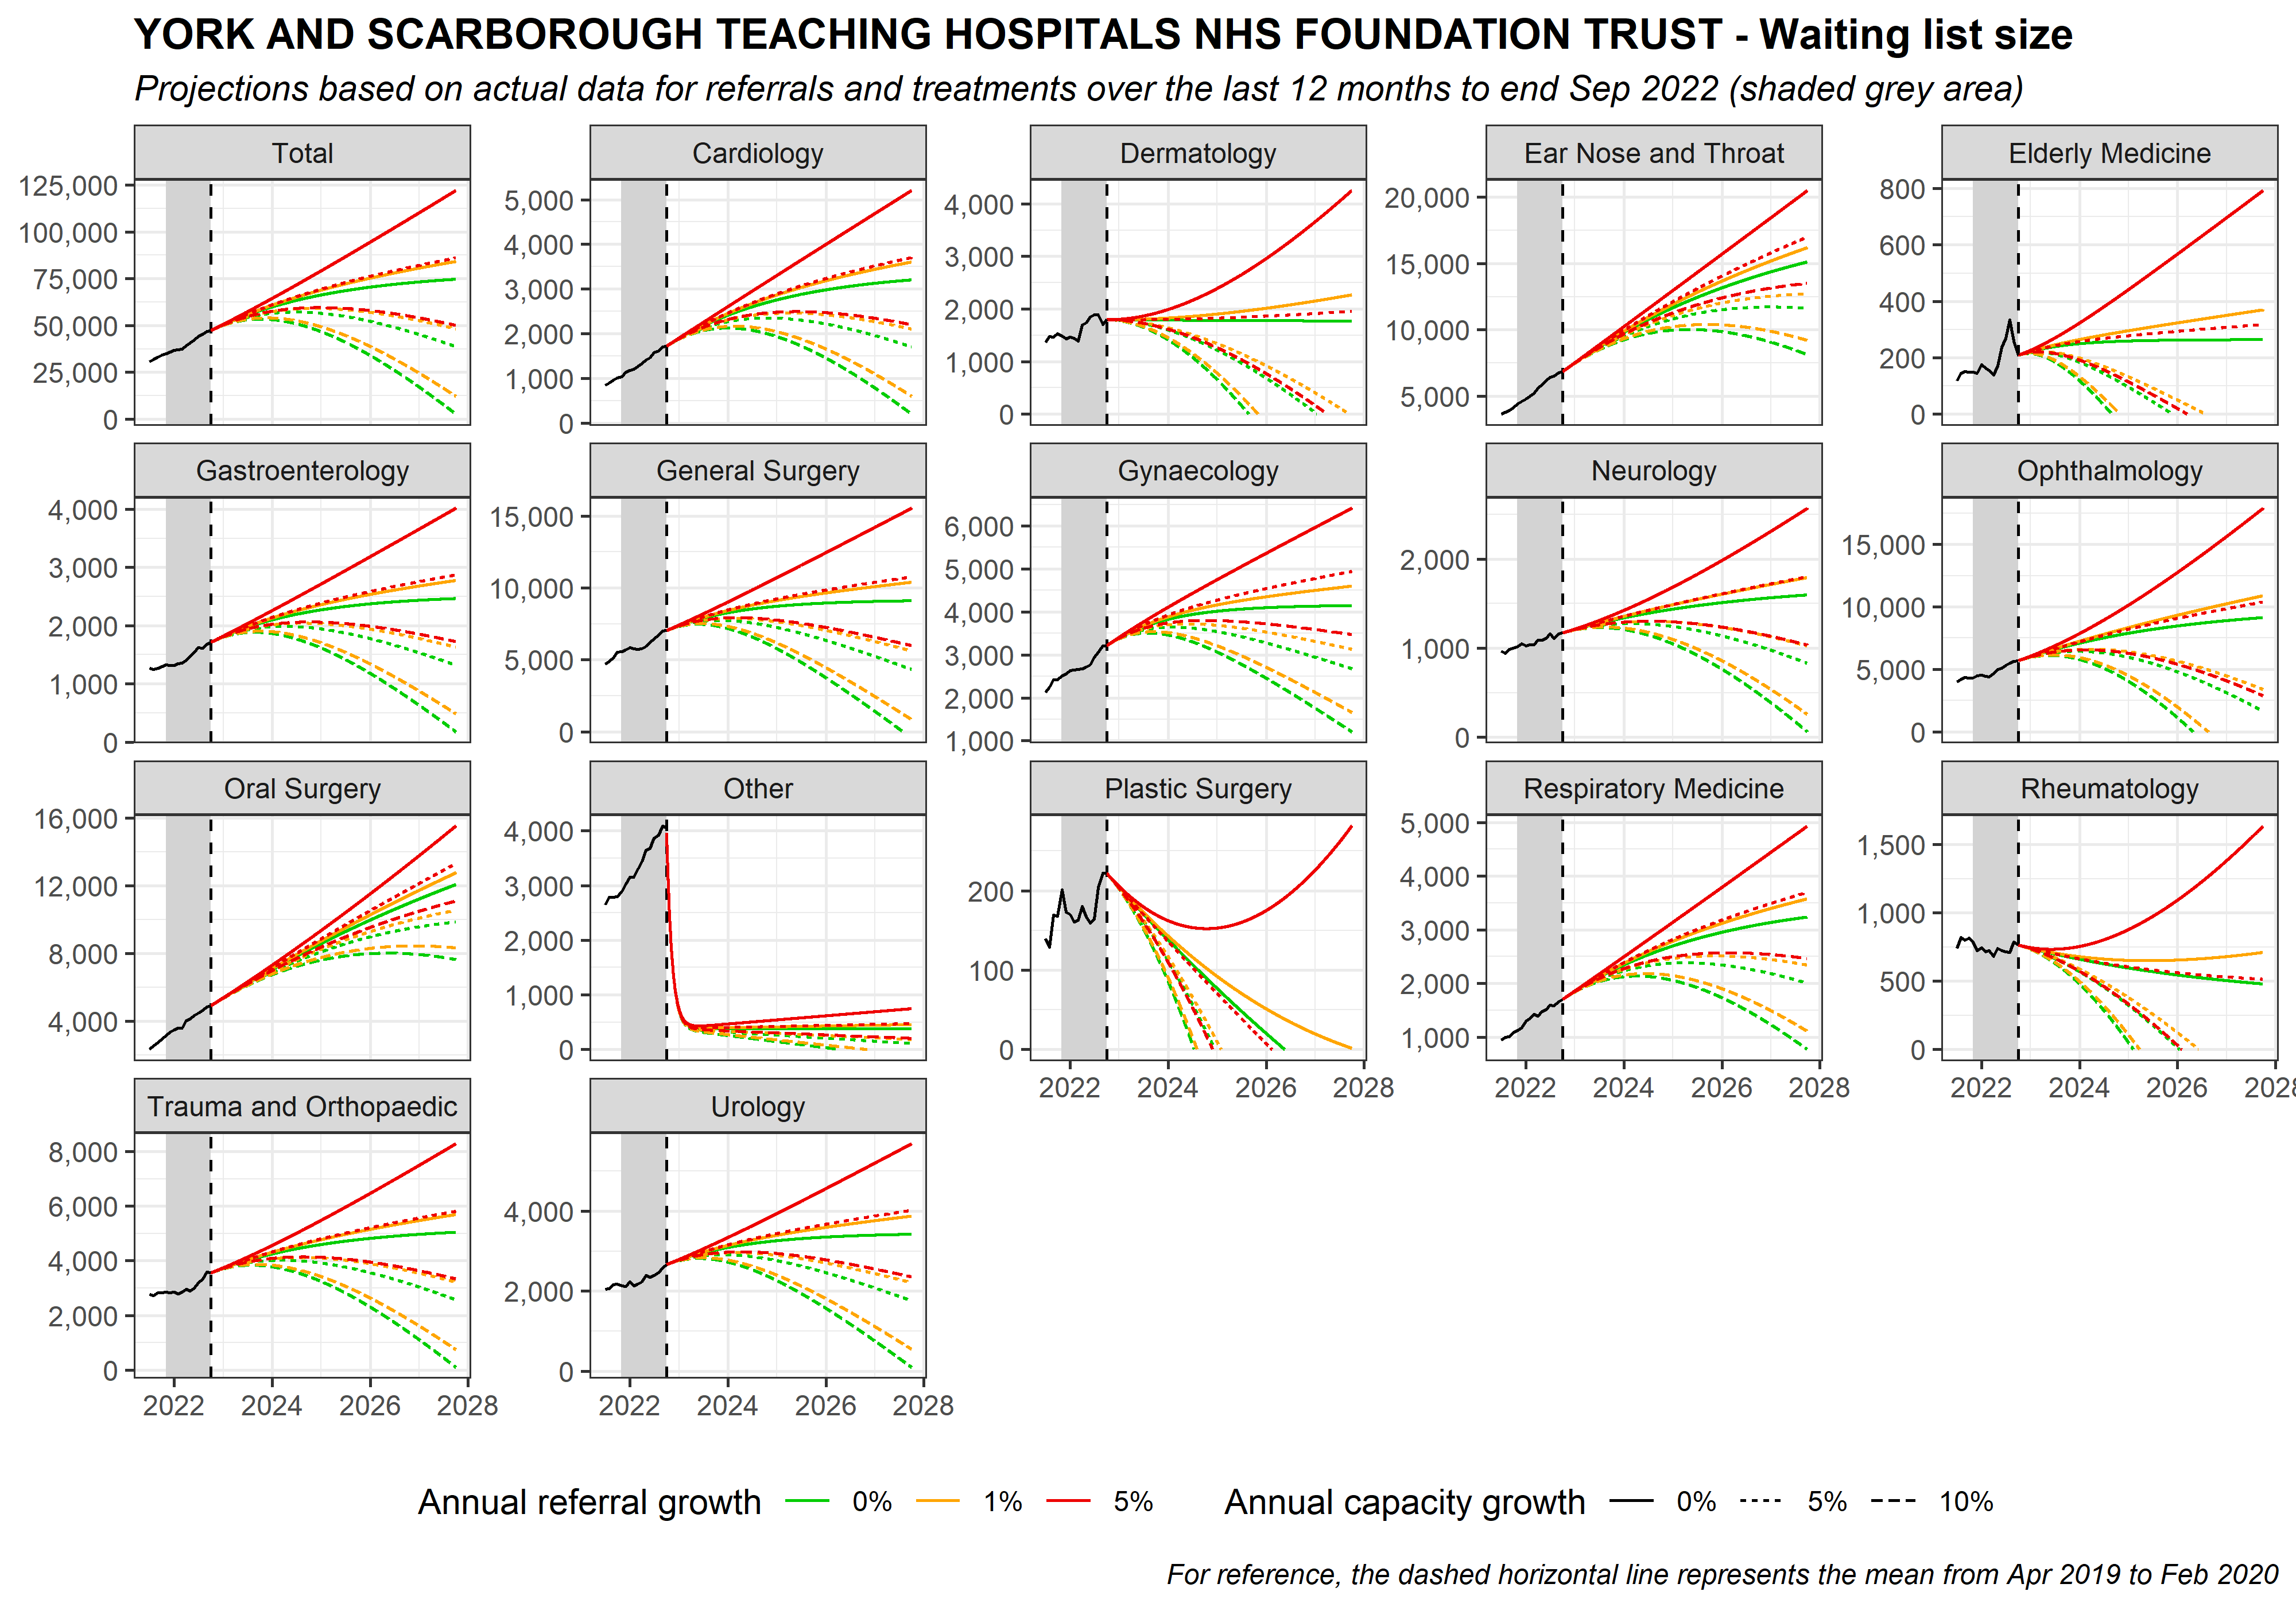 YORK AND SCARBOROUGH TEACHING HOSPITALS NHS FOUNDATION TRUST - Waiting list size
Projections based on actual data for referrals and treatments over the last 12 months to end Sep 2022 (shaded grey area)
Total
125,000
100,000
75,000
50,000
25,000
0
Cardiology
5,000
4,000
3,000
2,000
1,000
0
Dermatology
4,000
3,000
2,000
1,000
0
Ear Nose and Throat
20,000
15,000
10,000
5,000
Elderly Medicine
800
600
400
200
0
Gastroenterology
4,000
3,000
2,000
1,000
0
General Surgery
15,000
10,000
5,000
0
Gynaecology
6,000
5,000
4,000
3,000
2,000
1,000
Neurology
2,000
1,000
0
Ophthalmology
15,000
10,000
5,000
0
Oral Surgery
16,000
12,000
8,000
4,000
Other
4,000
3,000
2,000
1,000
0
Plastic Surgery
200
100
0
2022 2024 2026 2028
Respiratory Medicine
5,000
4,000
3,000
2,000
1,000
2022 2024 2026 2028
Rheumatology
1,500
1,000
500
0
2022 2024 2026 2028
Trauma and Orthopaedic
8,000
6,000
4,000
2,000
0
2022 2024 2026 2028
Urology
4,000
2,000
0
2022 2024 2026 2028
Annual referral growth 0% 1% 5% Annual capacity growth 0% 5% 10%
For reference, the dashed horizontal line represents the mean from Apr 2019 to Feb 2020